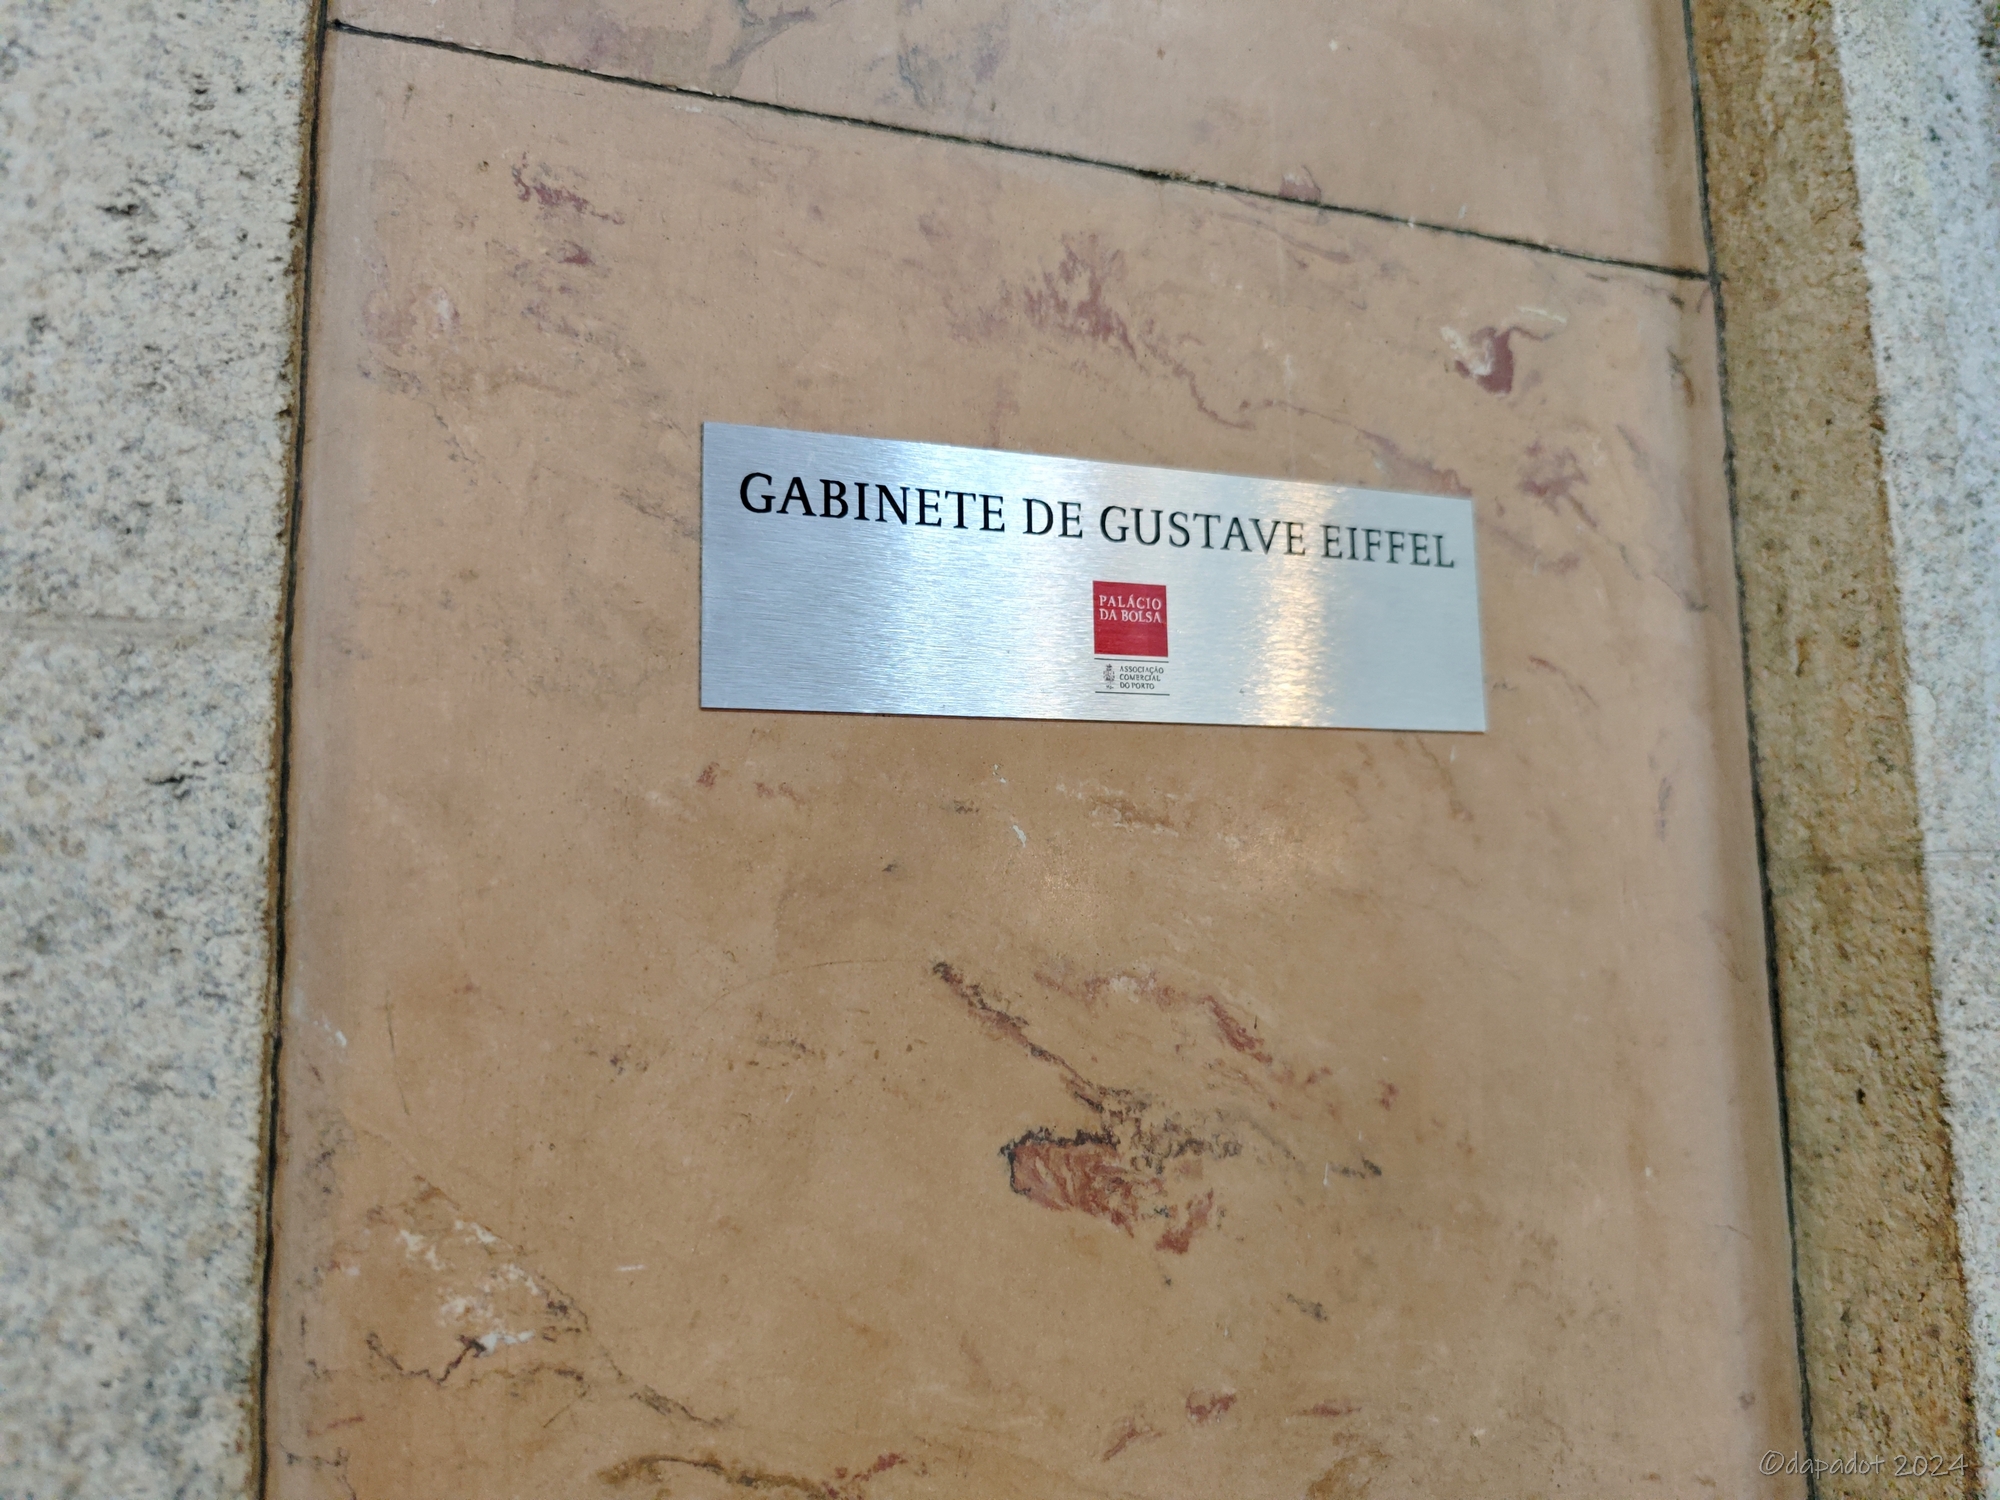 GABINETE DE GUSTAVE EIFFEL
PALÁCIO
DA BOLSA
ASSOCIAÇÃO
COMERCIAL
DO PORTO
©dapadot 2024